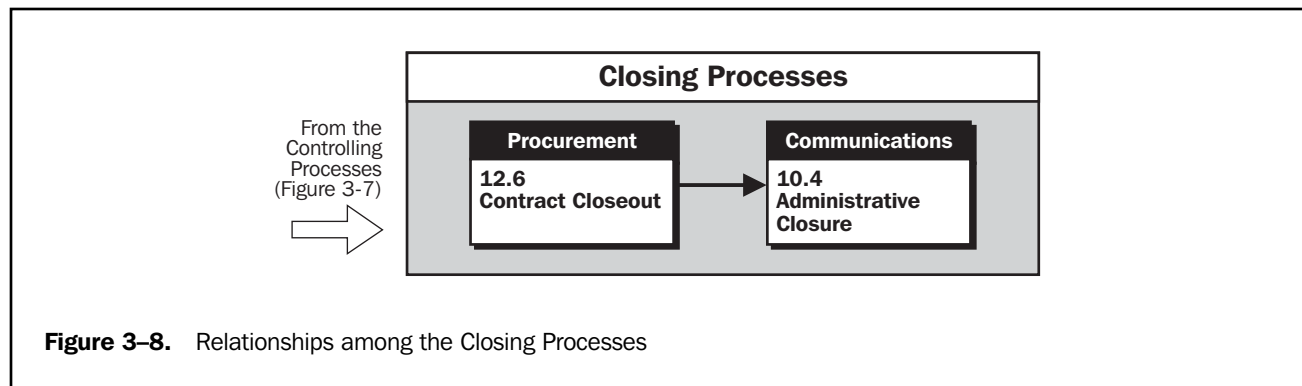 Closing Processes
From the
Controlling
Processes
(Figure 3-7)
Procurement
12.6
Contract Closeout
Communications
10.4
Administrative
Closure
Figure 3–8. Relationships among the Closing Processes